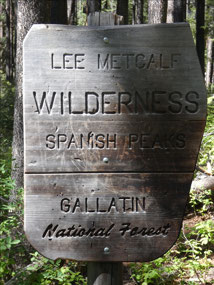 LEE METCALF
WILDERNESS
SPANISH PEAKS
GALLATIN
National Forest